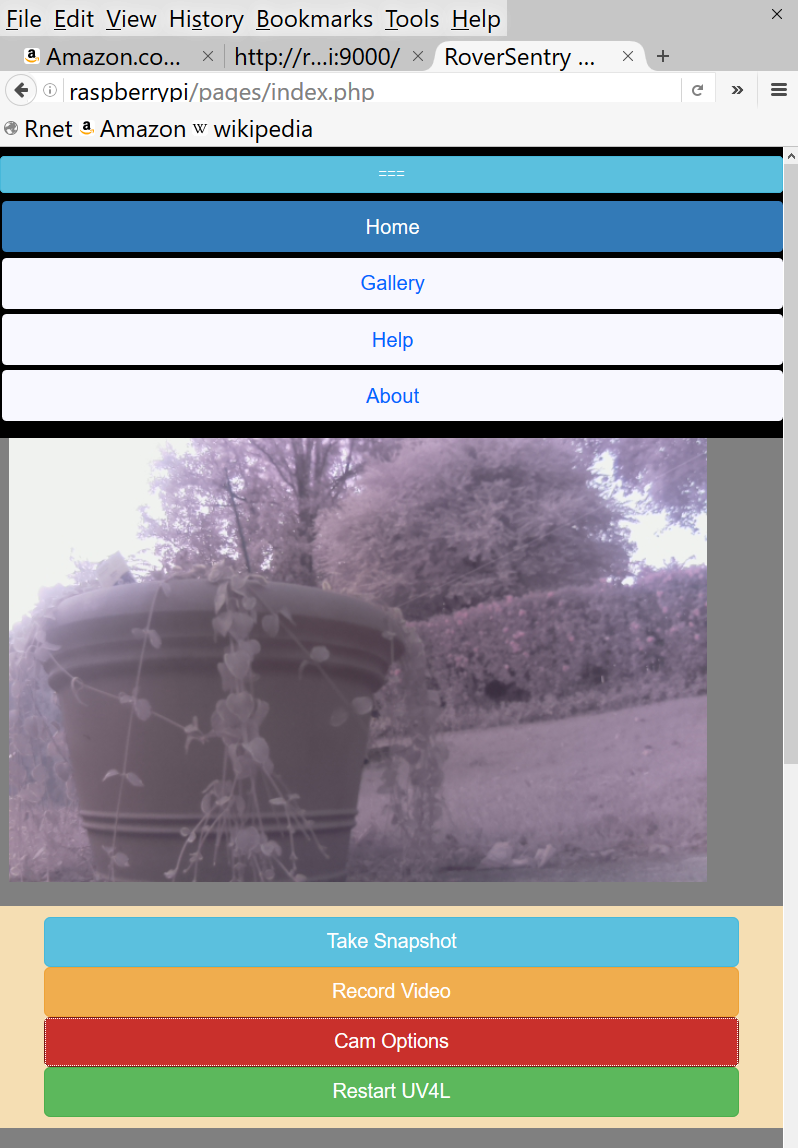 File Edit View History Bookmarks Tools Help
Amazon.co... http://r...i:9000/ RoverSentry ...
raspberrypi/pages/index.php
Rnet Amazon wikipedia
===
Home
Gallery
Help
About
Take Snapshot
Record Video
Cam Options
Restart UV4L